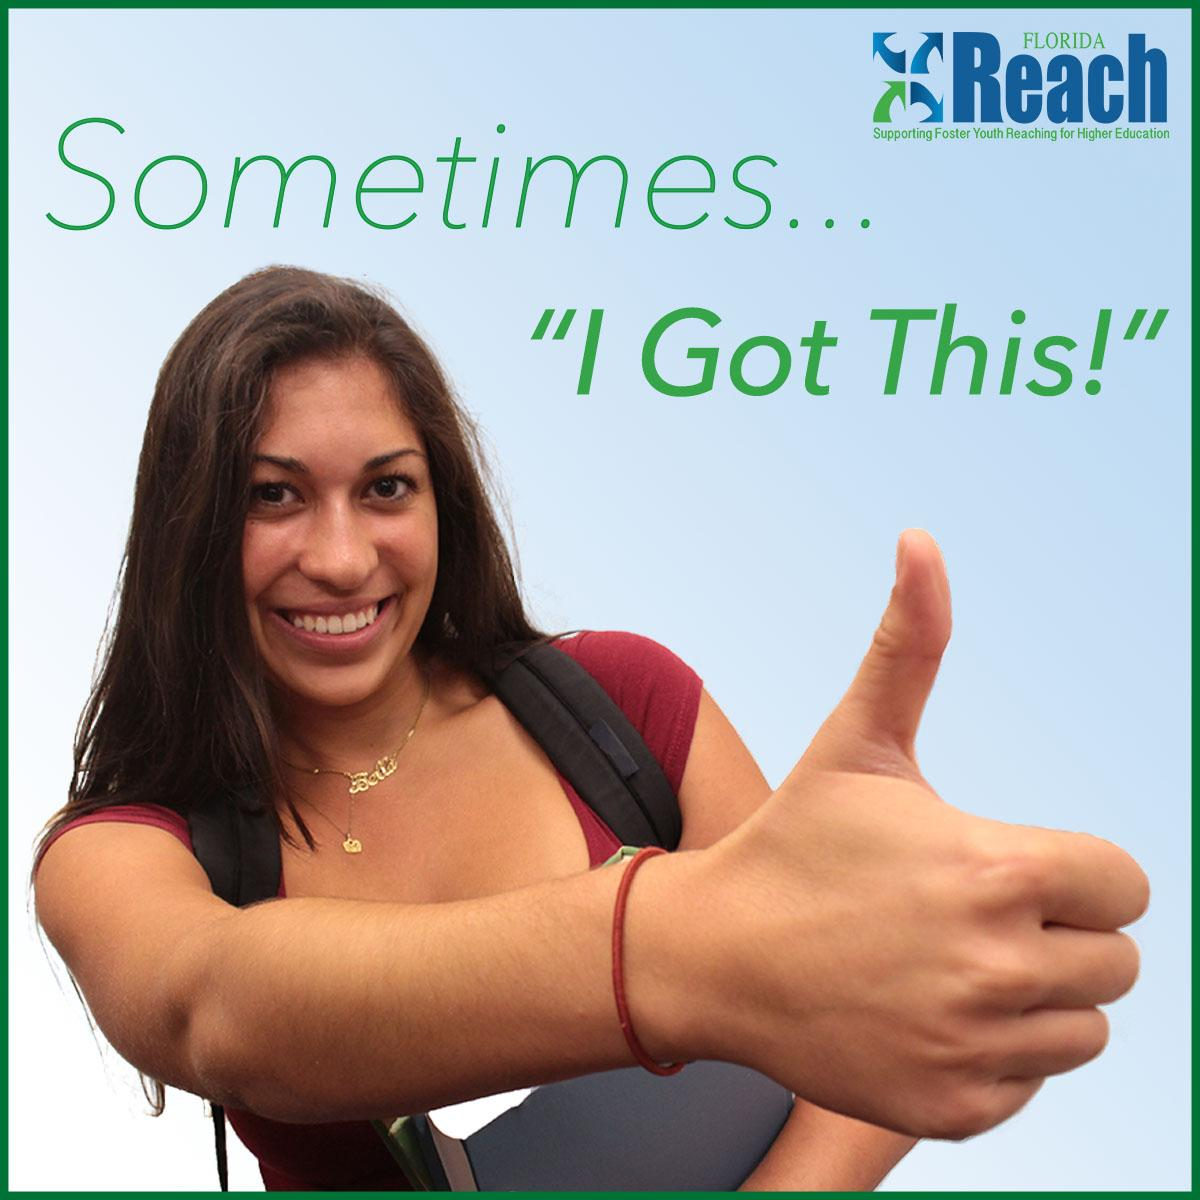 FLORIDA
Reach
Supporting Foster Youth Reaching for Higher Education
Sometimes...
“I Got This!”
Bella